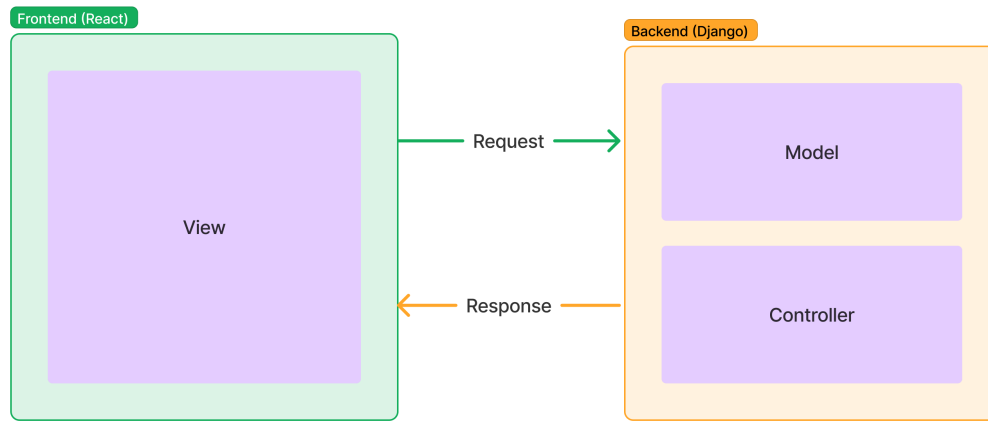 Frontend (React)
Backend (Django)
View
Request
Response
Model
Controller